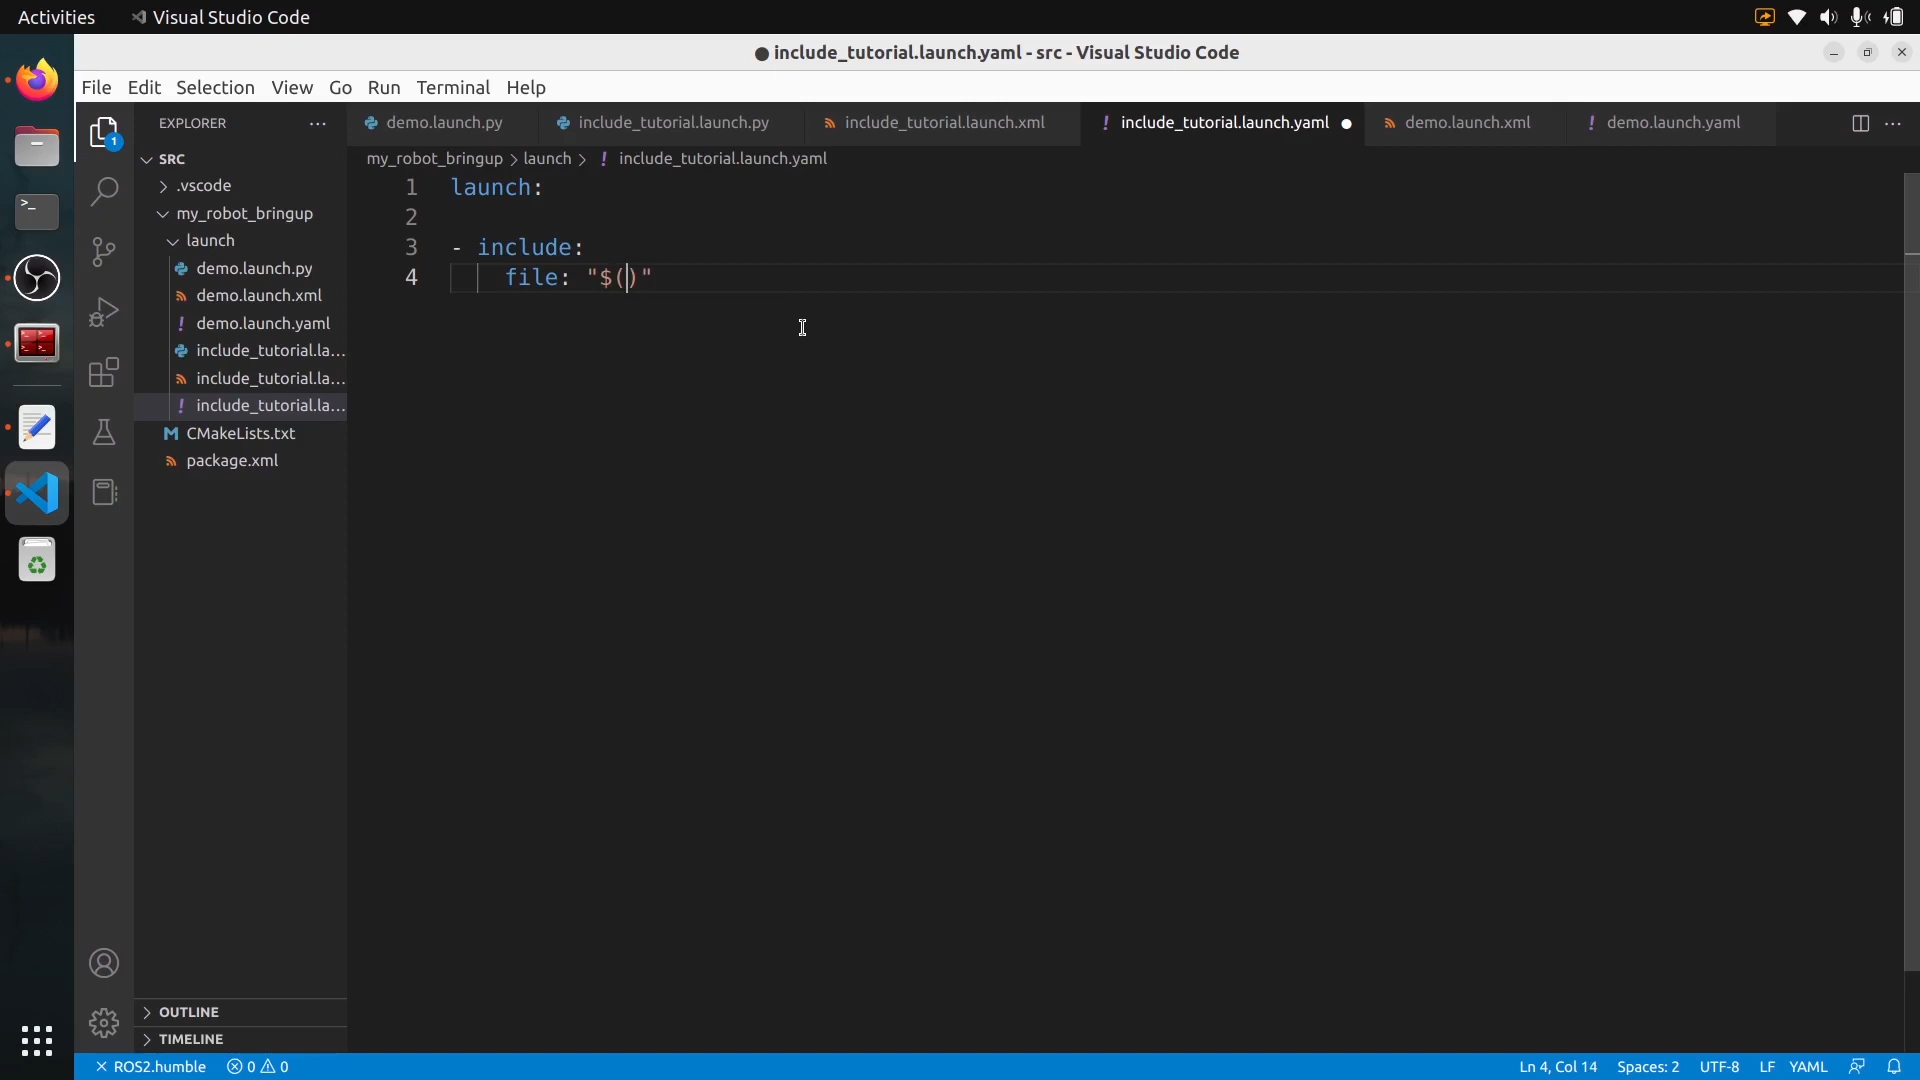 Activities
Visual Studio Code
● include_tutorial.launch.yaml - src - Visual Studio Code
File Edit Selection View Go Run Terminal Help
EXPLORER
1
demo.launch.py
include_tutorial.launch.py
include_tutorial.launch.xml
! include_tutorial.launch.yaml ●
demo.launch.xml
! demo.launch.yaml
my_robot_bringup > launch > ! include_tutorial.launch.yaml
SRC
.vscode
my_robot_bringup
launch
demo.launch.py
demo.launch.xml
! demo.launch.yaml
include_tutorial.la...
include_tutorial.la...
! include_tutorial.la...
M CMakeLists.txt
package.xml
OUTLINE
TIMELINE
1 launch:
2
3 - include:
4 file: "$()"
ROS2.humble
0 0
Ln 4, Col 14
Spaces: 2
UTF-8
LF
YAML